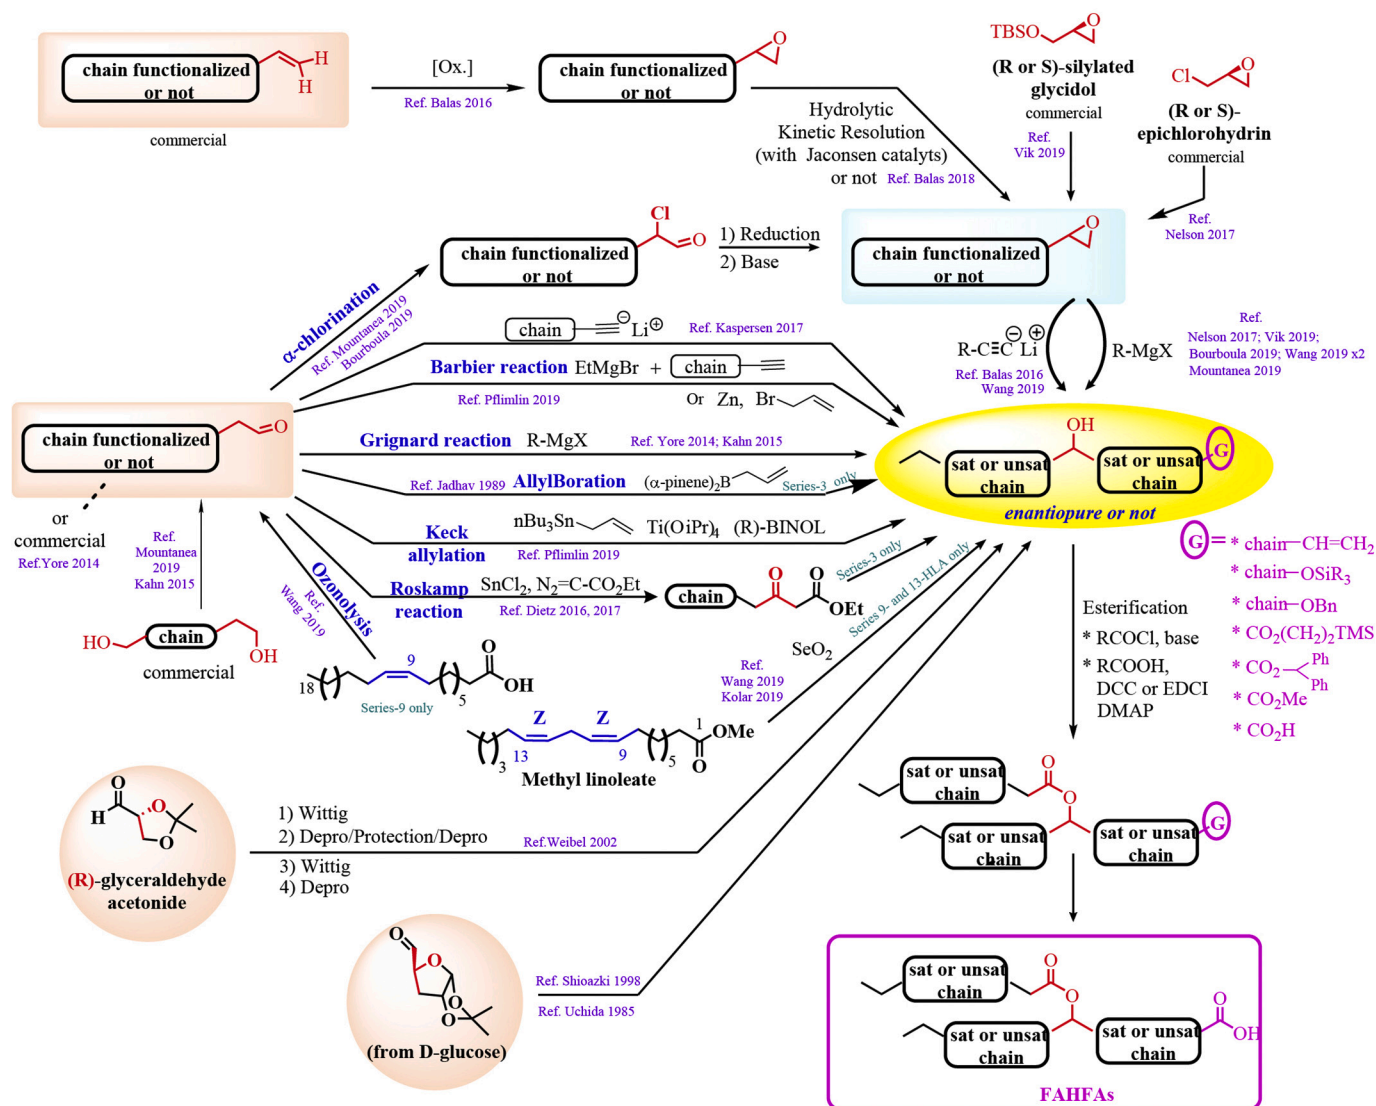 chain functionalized
or not
H
H
commercial
[Ox.]
Ref. Balas 2016
O
chain functionalized
or not
Hydrolytic
Kinetic Resolution
(with Jaconsen catalyts)
or not Ref. Balas 2018
TBSO
O
(R or S)-silylated
glycidol
commercial
Ref.
Vik 2019
Cl
O
(R or S)-
epichlorohydrin
commercial
Ref.
Nelson 2017
α-chlorination
Ref. Mountanea 2019
Bourboula 2019
Cl
O
chain functionalized
or not
1) Reduction
2) Base
O
chain functionalized
or not
chain
⊖
Li⊕
Ref. Kaspersen 2017
Barbier reaction EtMgBr + chain
Ref. Pflimlin 2019
Or Zn, Br
R-C≡C⊖ Li⊕
Ref. Balas 2016
Wang 2019
R-MgX
Ref.
Nelson 2017; Vik 2019;
Bourboula 2019; Wang 2019 x2
Mountanea 2019
O
chain functionalized
or not
or
commercial
Ref.Yore 2014
Ref.
Mountanea
2019
Kahn 2015
HO
chain
OH
commercial
Grignard reaction R-MgX Ref. Yore 2014; Kahn 2015
Ref. Jadhav 1989 AllylBoration (α-pinene)2B Series-3 only
Keck
allylation
nBu3Sn
Ti(OiPr)4 (R)-BINOL
Ref. Pflimlin 2019
Roskamp
reaction
SnCl2, N2=C-CO2Et
Ref. Dietz 2016, 2017
chain
O
O
OEt
Series-3 only
Ozonolysis
Ref.
Wang 2019
18
9
5
O
OH
Series-9 only
Series 9- and 13-HLA only
SeO2
Ref.
Wang 2019
Kolar 2019
Z
Z
3
13
9
5
1
OMe
O
Methyl linoleate
OH
sat or unsat
chain
sat or unsat
chain
G
enantiopure or not
G = * chain—CH=CH2
* chain—OSiR3
* chain—OBn
* CO2(CH2)2TMS
* CO2
Ph
Ph
* CO2Me
* CO2H
Esterification
* RCOCl, base
* RCOOH,
DCC or EDCI
DMAP
sat or unsat
chain
O
O
sat or unsat
chain
sat or unsat
chain
G
O
H
O
O
(R)-glyceraldehyde
acetonide
1) Wittig
2) Depro/Protection/Depro
3) Wittig
4) Depro
Ref.Weibel 2002
O
O
O
O
(from D-glucose)
Ref. Shioazki 1998
Ref. Uchida 1985
sat or unsat
chain
O
O
sat or unsat
chain
sat or unsat
chain
O
OH
FAHFAs